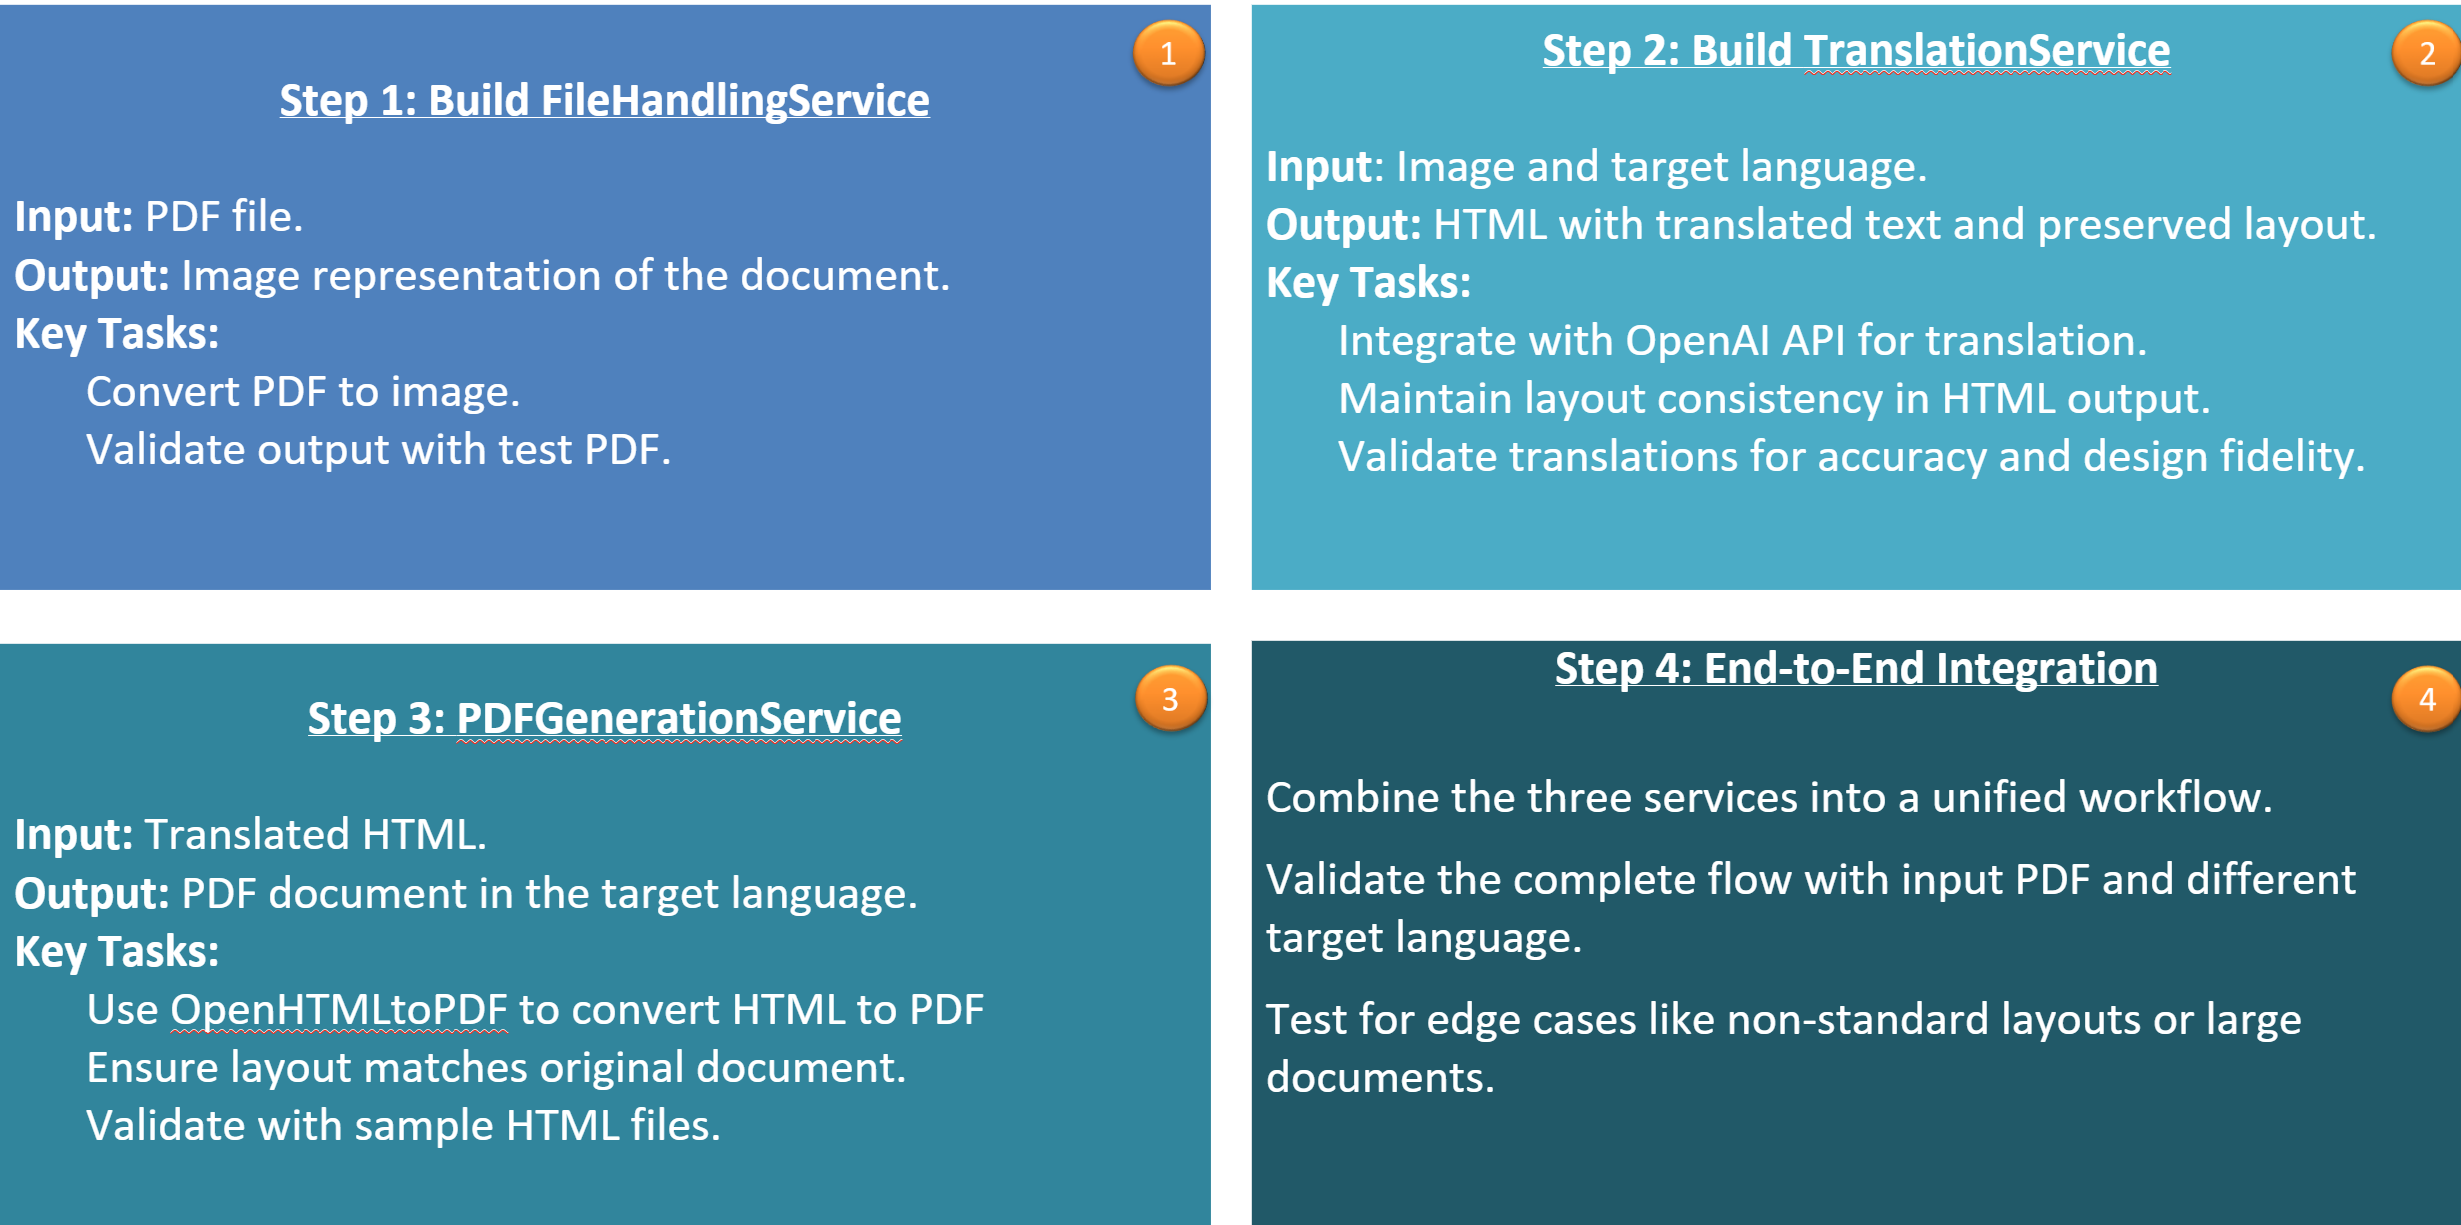 1
Step 1: Build FileHandlingService
Input: PDF file.
Output: Image representation of the document.
Key Tasks:
Convert PDF to image.
Validate output with test PDF.
2
Step 2: Build TranslationService
Input: Image and target language.
Output: HTML with translated text and preserved layout.
Key Tasks:
Integrate with OpenAI API for translation.
Maintain layout consistency in HTML output.
Validate translations for accuracy and design fidelity.
3
Step 3: PDFGenerationService
Input: Translated HTML.
Output: PDF document in the target language.
Key Tasks:
Use OpenHTMLtoPDF to convert HTML to PDF
Ensure layout matches original document.
Validate with sample HTML files.
4
Step 4: End-to-End Integration
Combine the three services into a unified workflow.
Validate the complete flow with input PDF and different
target language.
Test for edge cases like non-standard layouts or large
documents.